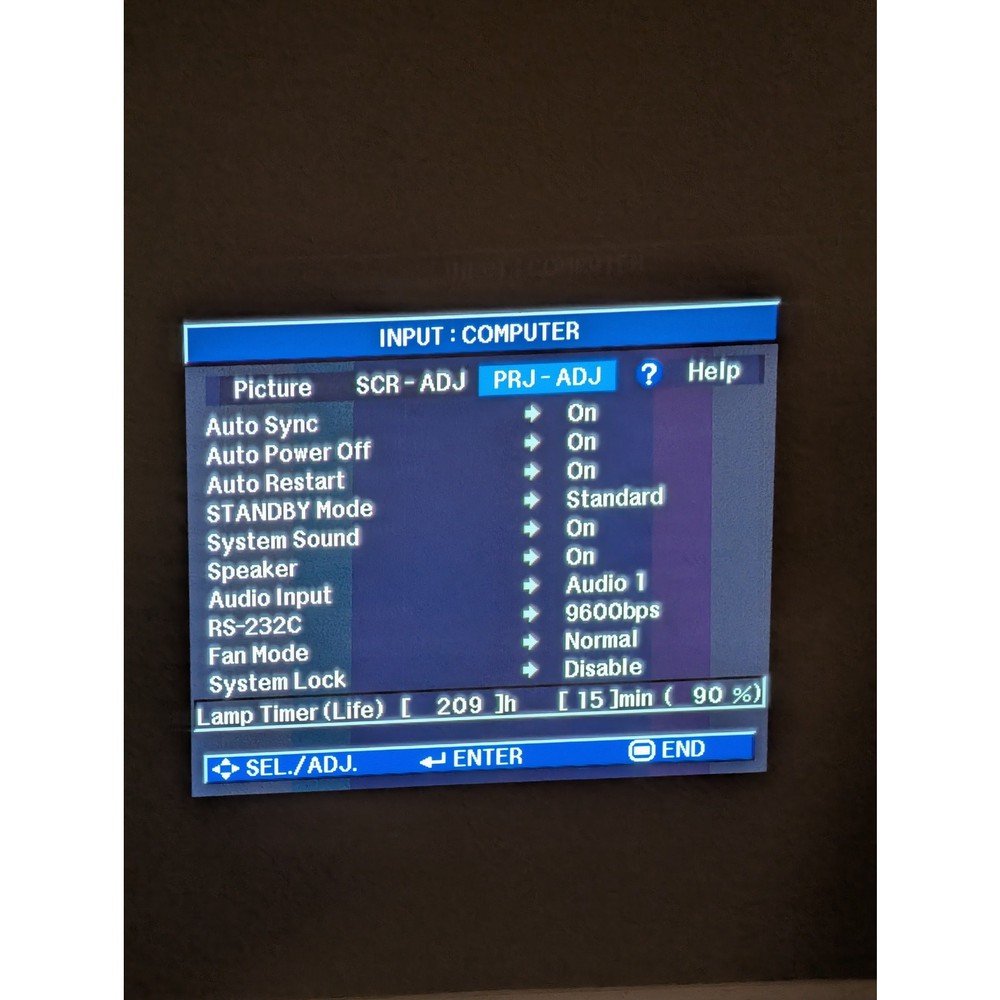 INPUT : COMPUTER
Picture SCR - ADJ PRJ - ADJ ? Help
Auto Sync On
Auto Power Off On
Auto Restart On
STANDBY Mode Standard
System Sound On
Speaker On
Audio Input Audio 1
RS-232C 9600bps
Fan Mode Normal
System Lock Disable
Lamp Timer (Life) [ 209 ]h [ 15 ]min ( 90 %)
SEL./ADJ. ENTER END